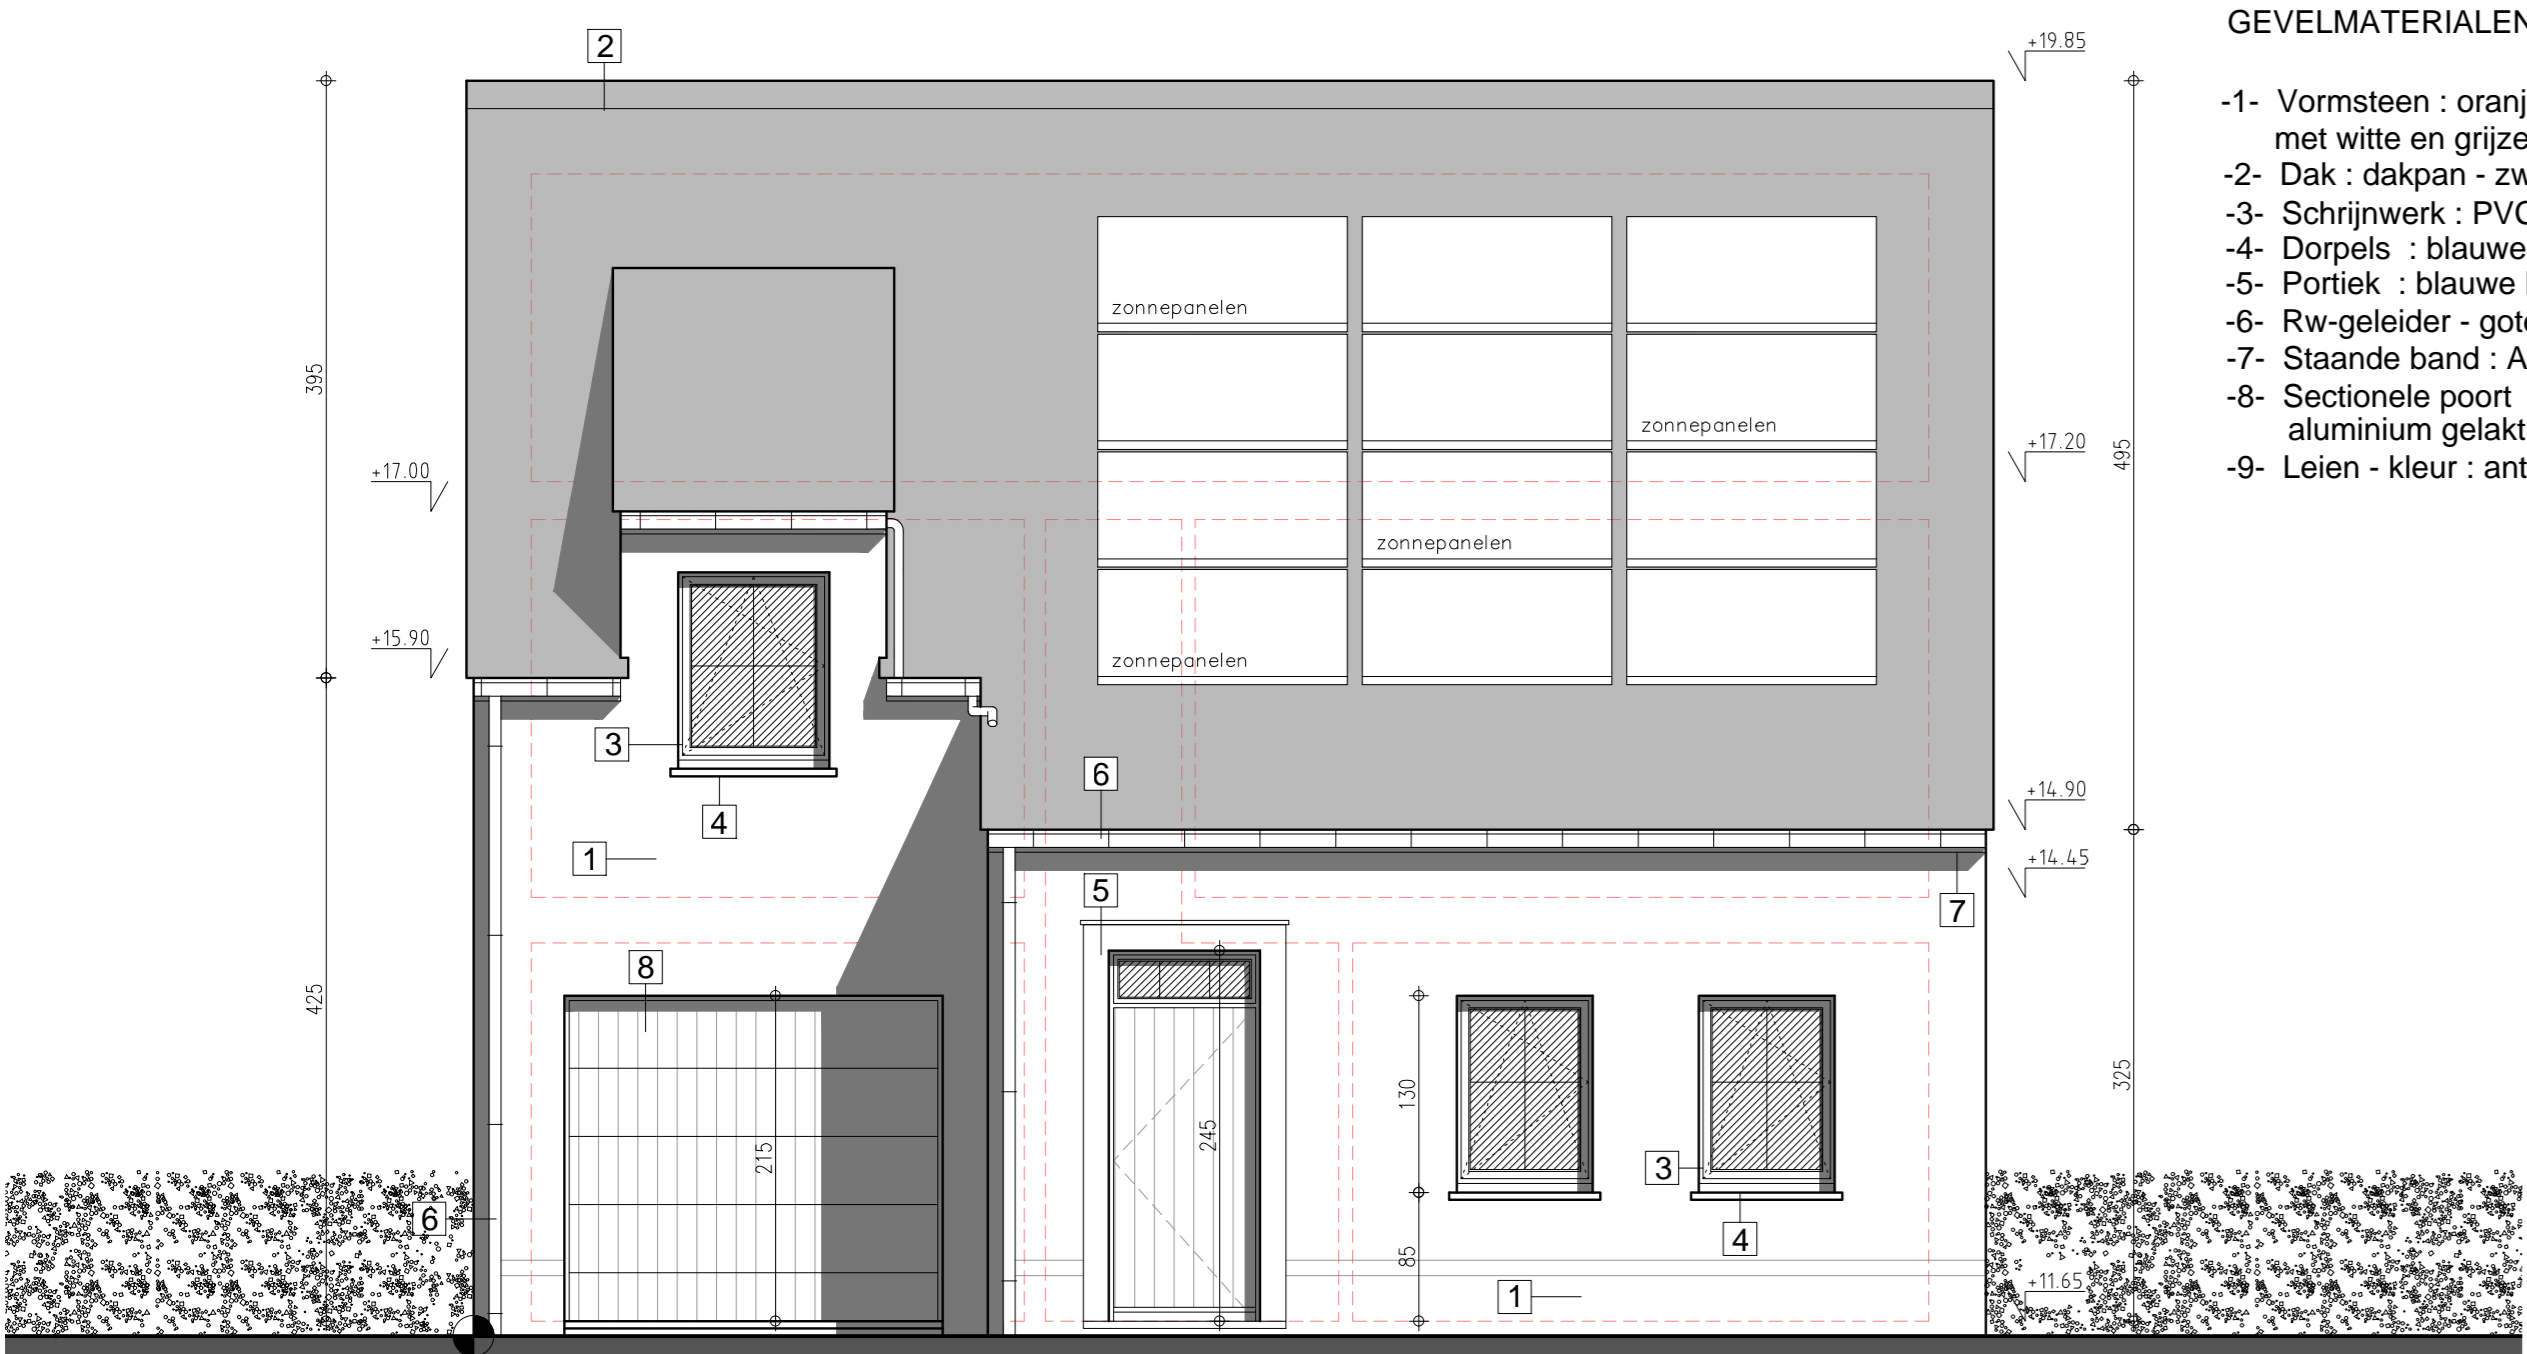 GEVELMATERIALEN
-1- Vormsteen : oranj
met witte en grijze
-2- Dak : dakpan - zw
-3- Schrijnwerk : PVC
-4- Dorpels : blauwe
-5- Portiek : blauwe
-6- Rw-geleider - gote
-7- Staande band : A
-8- Sectionele poort
aluminium gelakt
-9- Leien - kleur : ant
2
+19.85
395
+17.00
+15.90
zonnepanelen
zonnepanelen
zonnepanelen
zonnepanelen
+17.20
495
3
4
1
6
+14.90
+14.45
5
7
8
425
215
245
130
85
3
4
1
6
325
+11.65